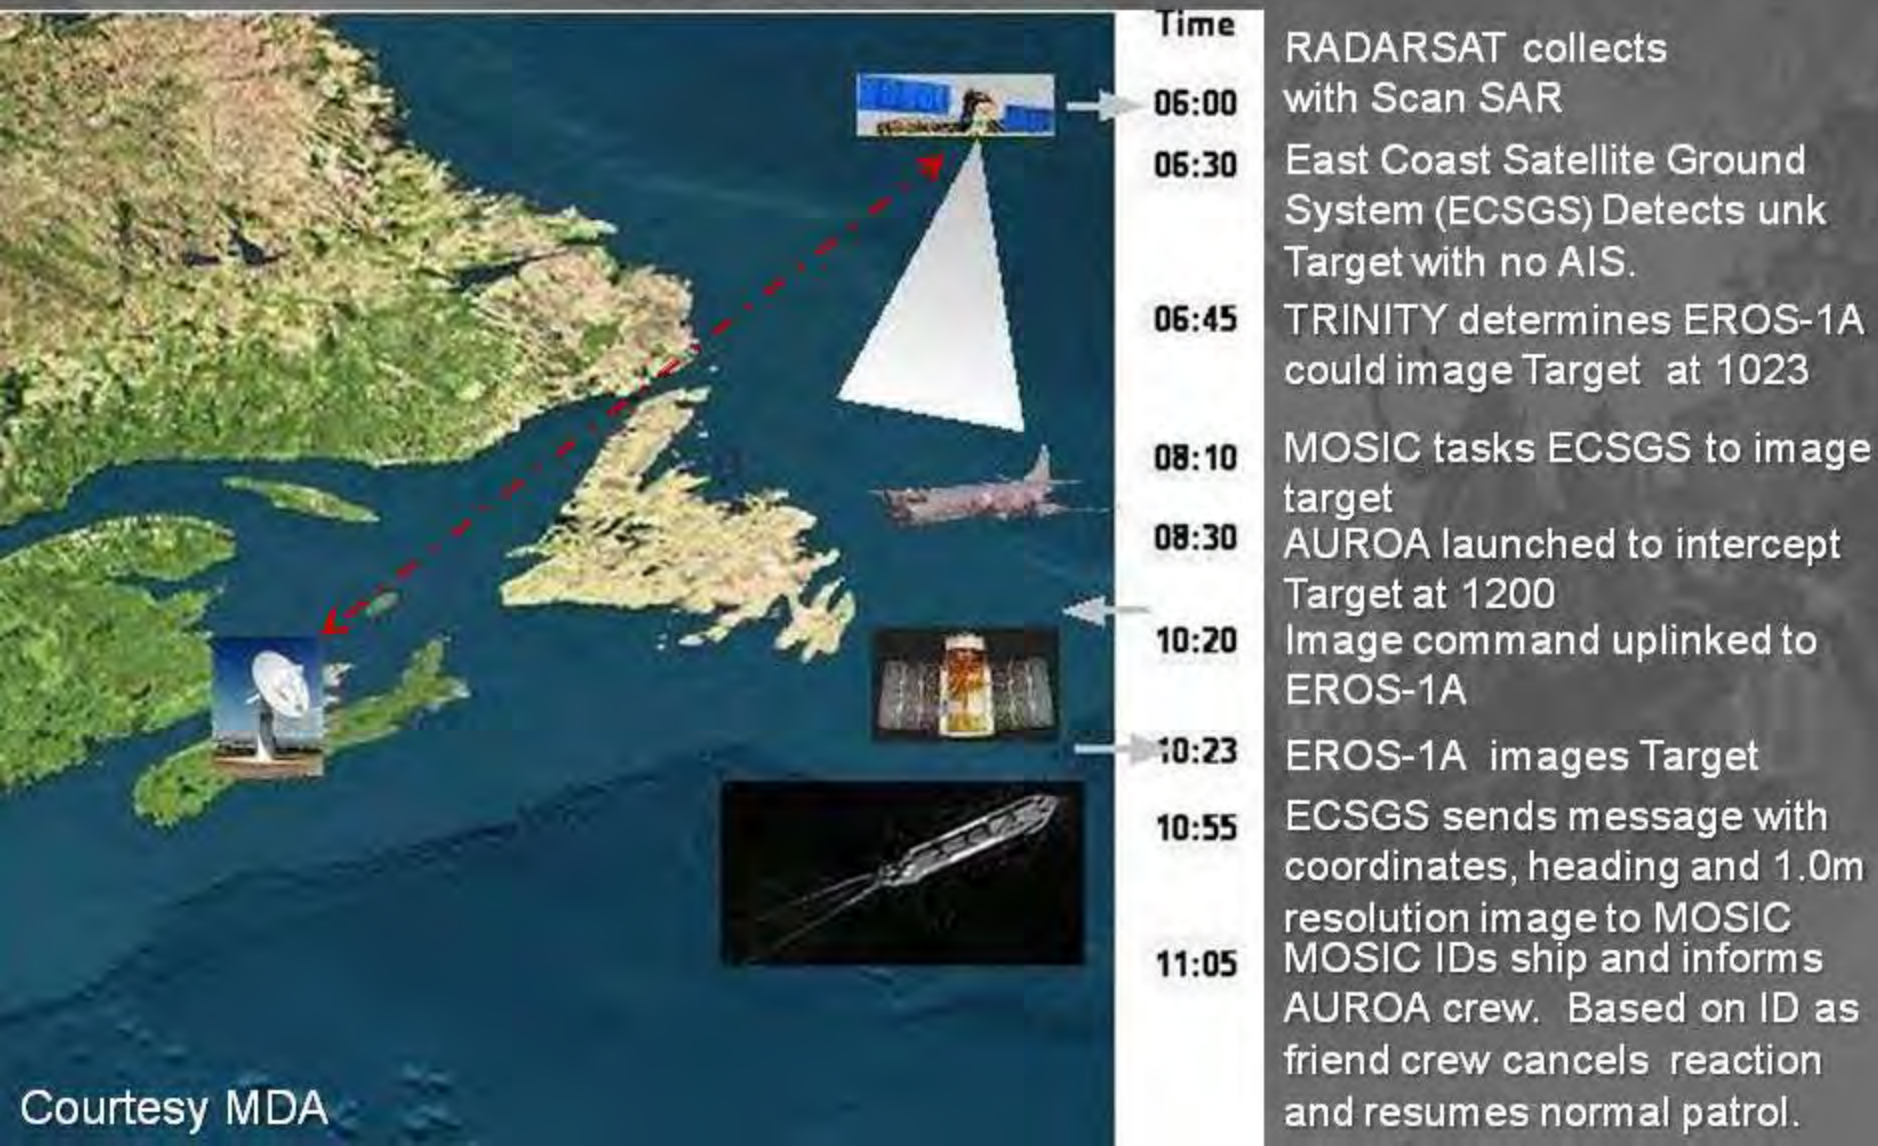 Time
06:00
RADARSAT collects
with Scan SAR
06:30
East Coast Satellite Ground
System (ECSGS) Detects unk
Target with no AIS.
06:45
TRINITY determines EROS-1A
could image Target at 1023
08:10
MOSIC tasks ECSGS to image
target
08:30
AUROA launched to intercept
Target at 1200
10:20
Image command uplinked to
EROS-1A
10:23
EROS-1A images Target
10:55
ECSGS sends message with
coordinates, heading and 1.0m
resolution image to MOSIC
11:05
MOSIC IDs ship and informs
AUROA crew. Based on ID as
friend crew cancels reaction
and resumes normal patrol.
Courtesy MDA